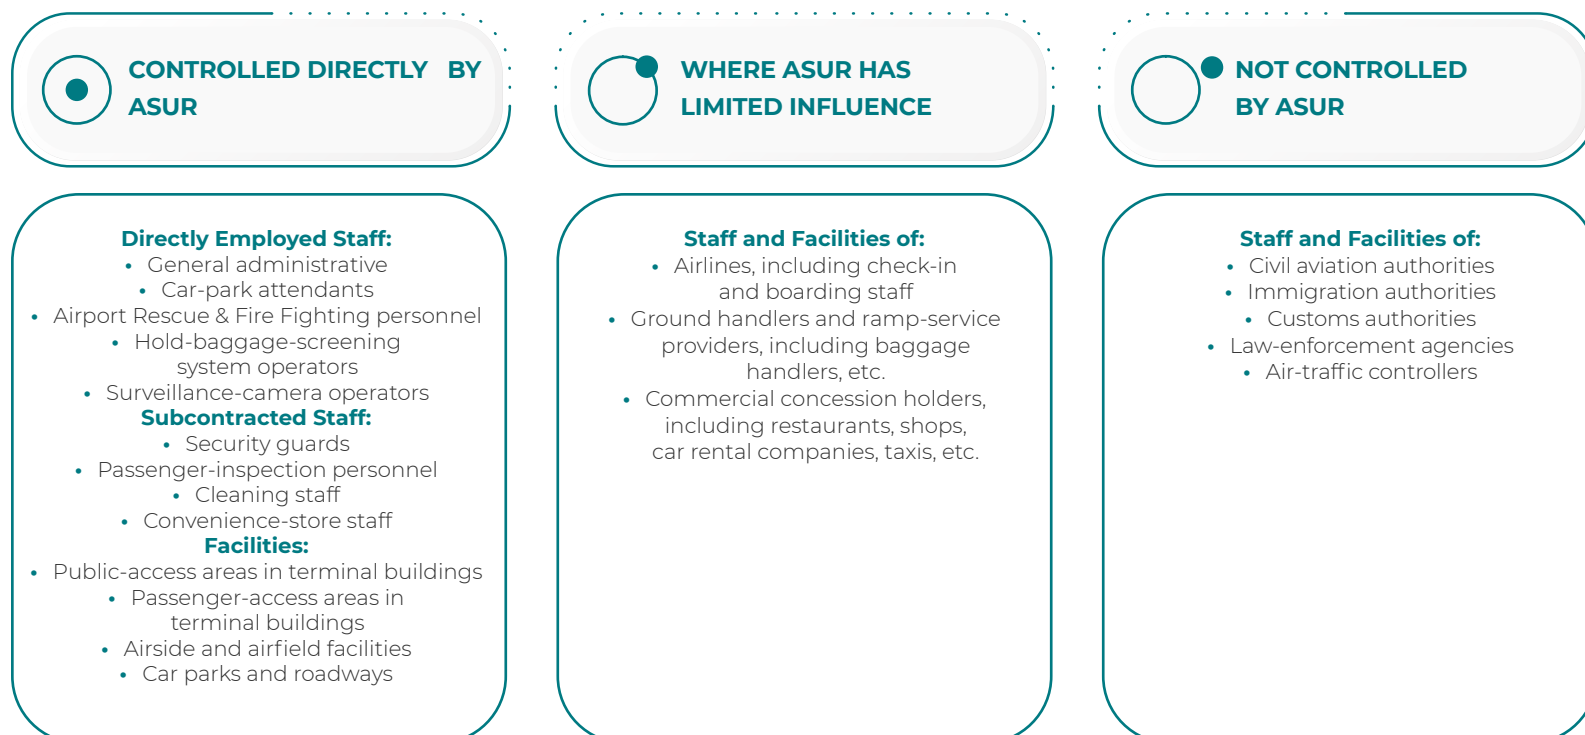 CONTROLLED DIRECTLY BY
ASUR
WHERE ASUR HAS
LIMITED INFLUENCE
NOT CONTROLLED
BY ASUR
Directly Employed Staff:
• General administrative
• Car-park attendants
• Airport Rescue & Fire Fighting personnel
• Hold-baggage-screening
system operators
• Surveillance-camera operators
Subcontracted Staff:
• Security guards
• Passenger-inspection personnel
• Cleaning staff
• Convenience-store staff
Facilities:
• Public-access areas in terminal buildings
• Passenger-access areas in
terminal buildings
• Airside and airfield facilities
• Car parks and roadways
Staff and Facilities of:
• Airlines, including check-in
and boarding staff
• Ground handlers and ramp-service
providers, including baggage
handlers, etc.
• Commercial concession holders,
including restaurants, shops,
car rental companies, taxis, etc.
Staff and Facilities of:
• Civil aviation authorities
• Immigration authorities
• Customs authorities
• Law-enforcement agencies
• Air-traffic controllers